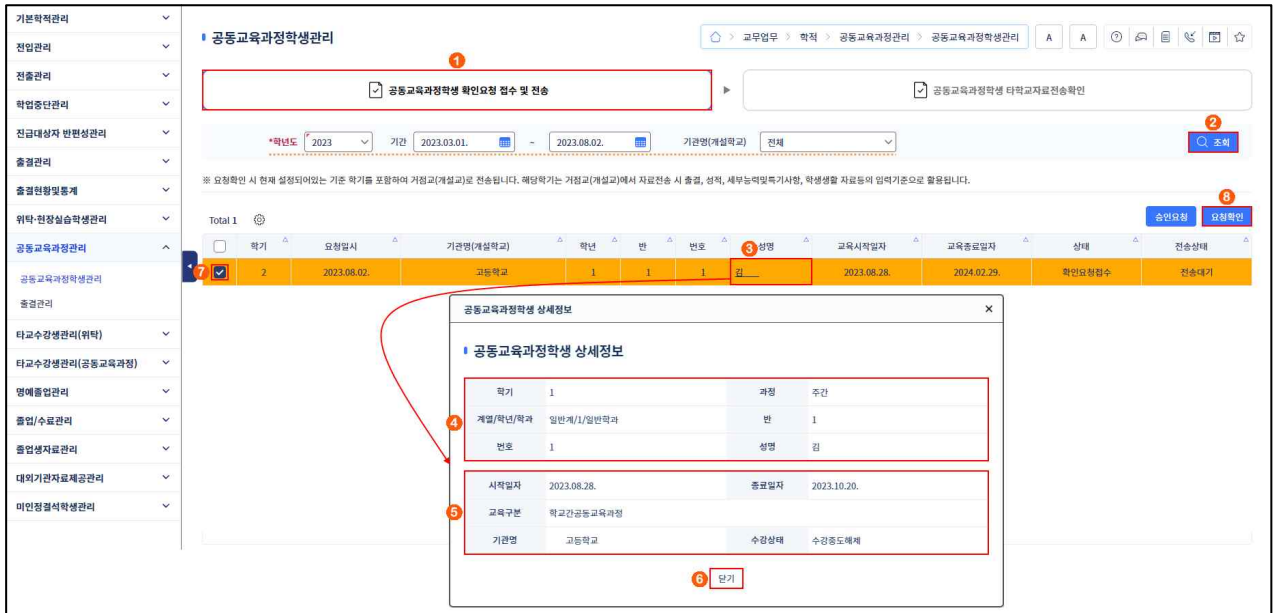 기본학적관리
전입관리
전출관리
학업중단관리
진급대상자 반편성관리
출결관리
출결현황및통계
위탁·현장실습학생관리
공동교육과정관리
공동교육과정학생관리
출결관리
타교수강생관리(위탁)
타교수강생관리(공동교육과정)
명예졸업관리
졸업/수료관리
졸업생자료관리
대외기관자료제공관리
미인정결석학생관리
공동교육과정학생관리
교무업무 > 학적 > 공동교육과정관리 > 공동교육과정학생관리 A A
1
공동교육과정학생 확인요청 접수 및 전송 ▶ 공동교육과정학생 타학교자료전송확인
2
*학년도 2023 기간 2023.03.01. ~ 2023.08.02. 기관명(개설학교) 전체 조회
※ 요청확인 시 현재 설정되어있는 기준 학기를 포함하여 거점교(개설교)로 전송됩니다. 해당학기는 거점교(개설교)에서 자료전송 시 출결, 성적, 세부능력및특기사항, 학생생활 자료등의 입력기준으로 활용됩니다.
8
Total 1 승인요청 요청확인
학기 요청일시 기관명(개설학교) 학년 반 번호 3 성명 교육시작일자 교육종료일자 상태 전송상태
7 2 2023.08.02. 고등학교 1 1 1 김 2023.08.28. 2024.02.29. 확인요청접수 전송대기
공동교육과정학생 상세정보 ×
공동교육과정학생 상세정보
학기 1 과정 주간
4 계열/학년/학과 일반계/1/일반학과 반 1
번호 1 성명 김
시작일자 2023.08.28. 종료일자 2023.10.20.
5 교육구분 학교간공동교육과정
기관명 고등학교 수강상태 수강중도해제
6 닫기